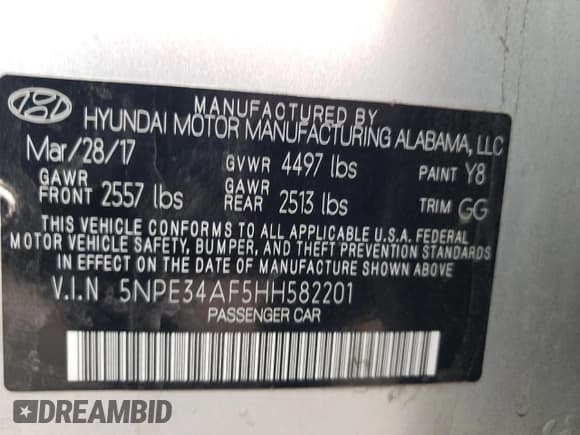 MANUFACTURED BY
HYUNDAI MOTOR MANUFACTURING ALABAMA, LLC
Mar/28/17 GVWR 4497 lbs PAINT Y8
GAWR FRONT 2557 lbs GAWR REAR 2513 lbs TRIM GG
THIS VEHICLE CONFORMS TO ALL APPLICABLE U.S.A. FEDERAL
MOTOR VEHICLE SAFETY, BUMPER, AND THEFT PREVENTION STANDARDS
IN EFFECT ON THE DATE OF MANUFACTURE SHOWN ABOVE.
V.I.N 5NPE34AF5HH582201
PASSENGER CAR
DREAMBID